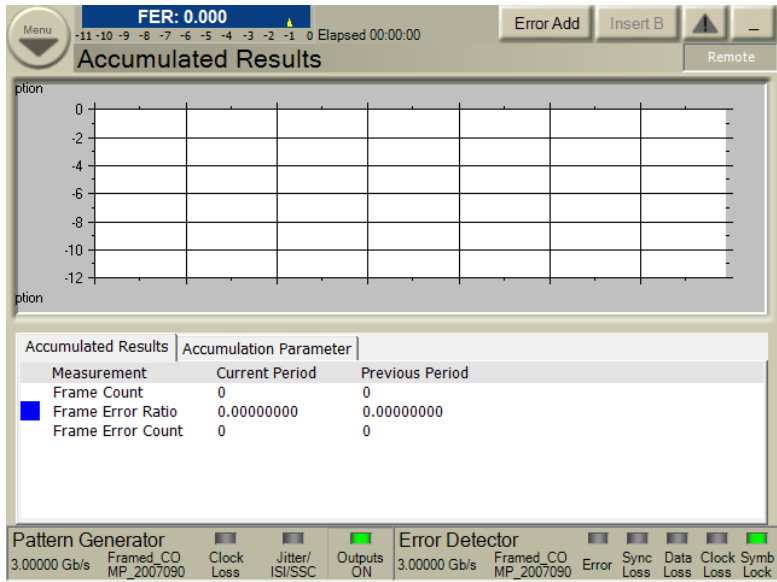 Menu
FER: 0.000
-11 -10 -9 -8 -7 -6 -5 -4 -3 -2 -1 0 Elapsed 00:00:00
Error Add
Insert B
Accumulated Results
Remote
ption
0
-2
-4
-6
-8
-10
-12
ption
Accumulated Results Accumulation Parameter
Measurement Current Period Previous Period
Frame Count 0 0
Frame Error Ratio 0.00000000 0.00000000
Frame Error Count 0 0
Pattern Generator
3.00000 Gb/s
Framed_CO
MP_2007090
Clock
Loss
Jitter/
ISI/SSC
Outputs
ON
Error Detector
3.00000 Gb/s
Framed_CO
MP_2007090
Error
Sync
Loss
Data
Loss
Clock
Loss
Symb
Lock